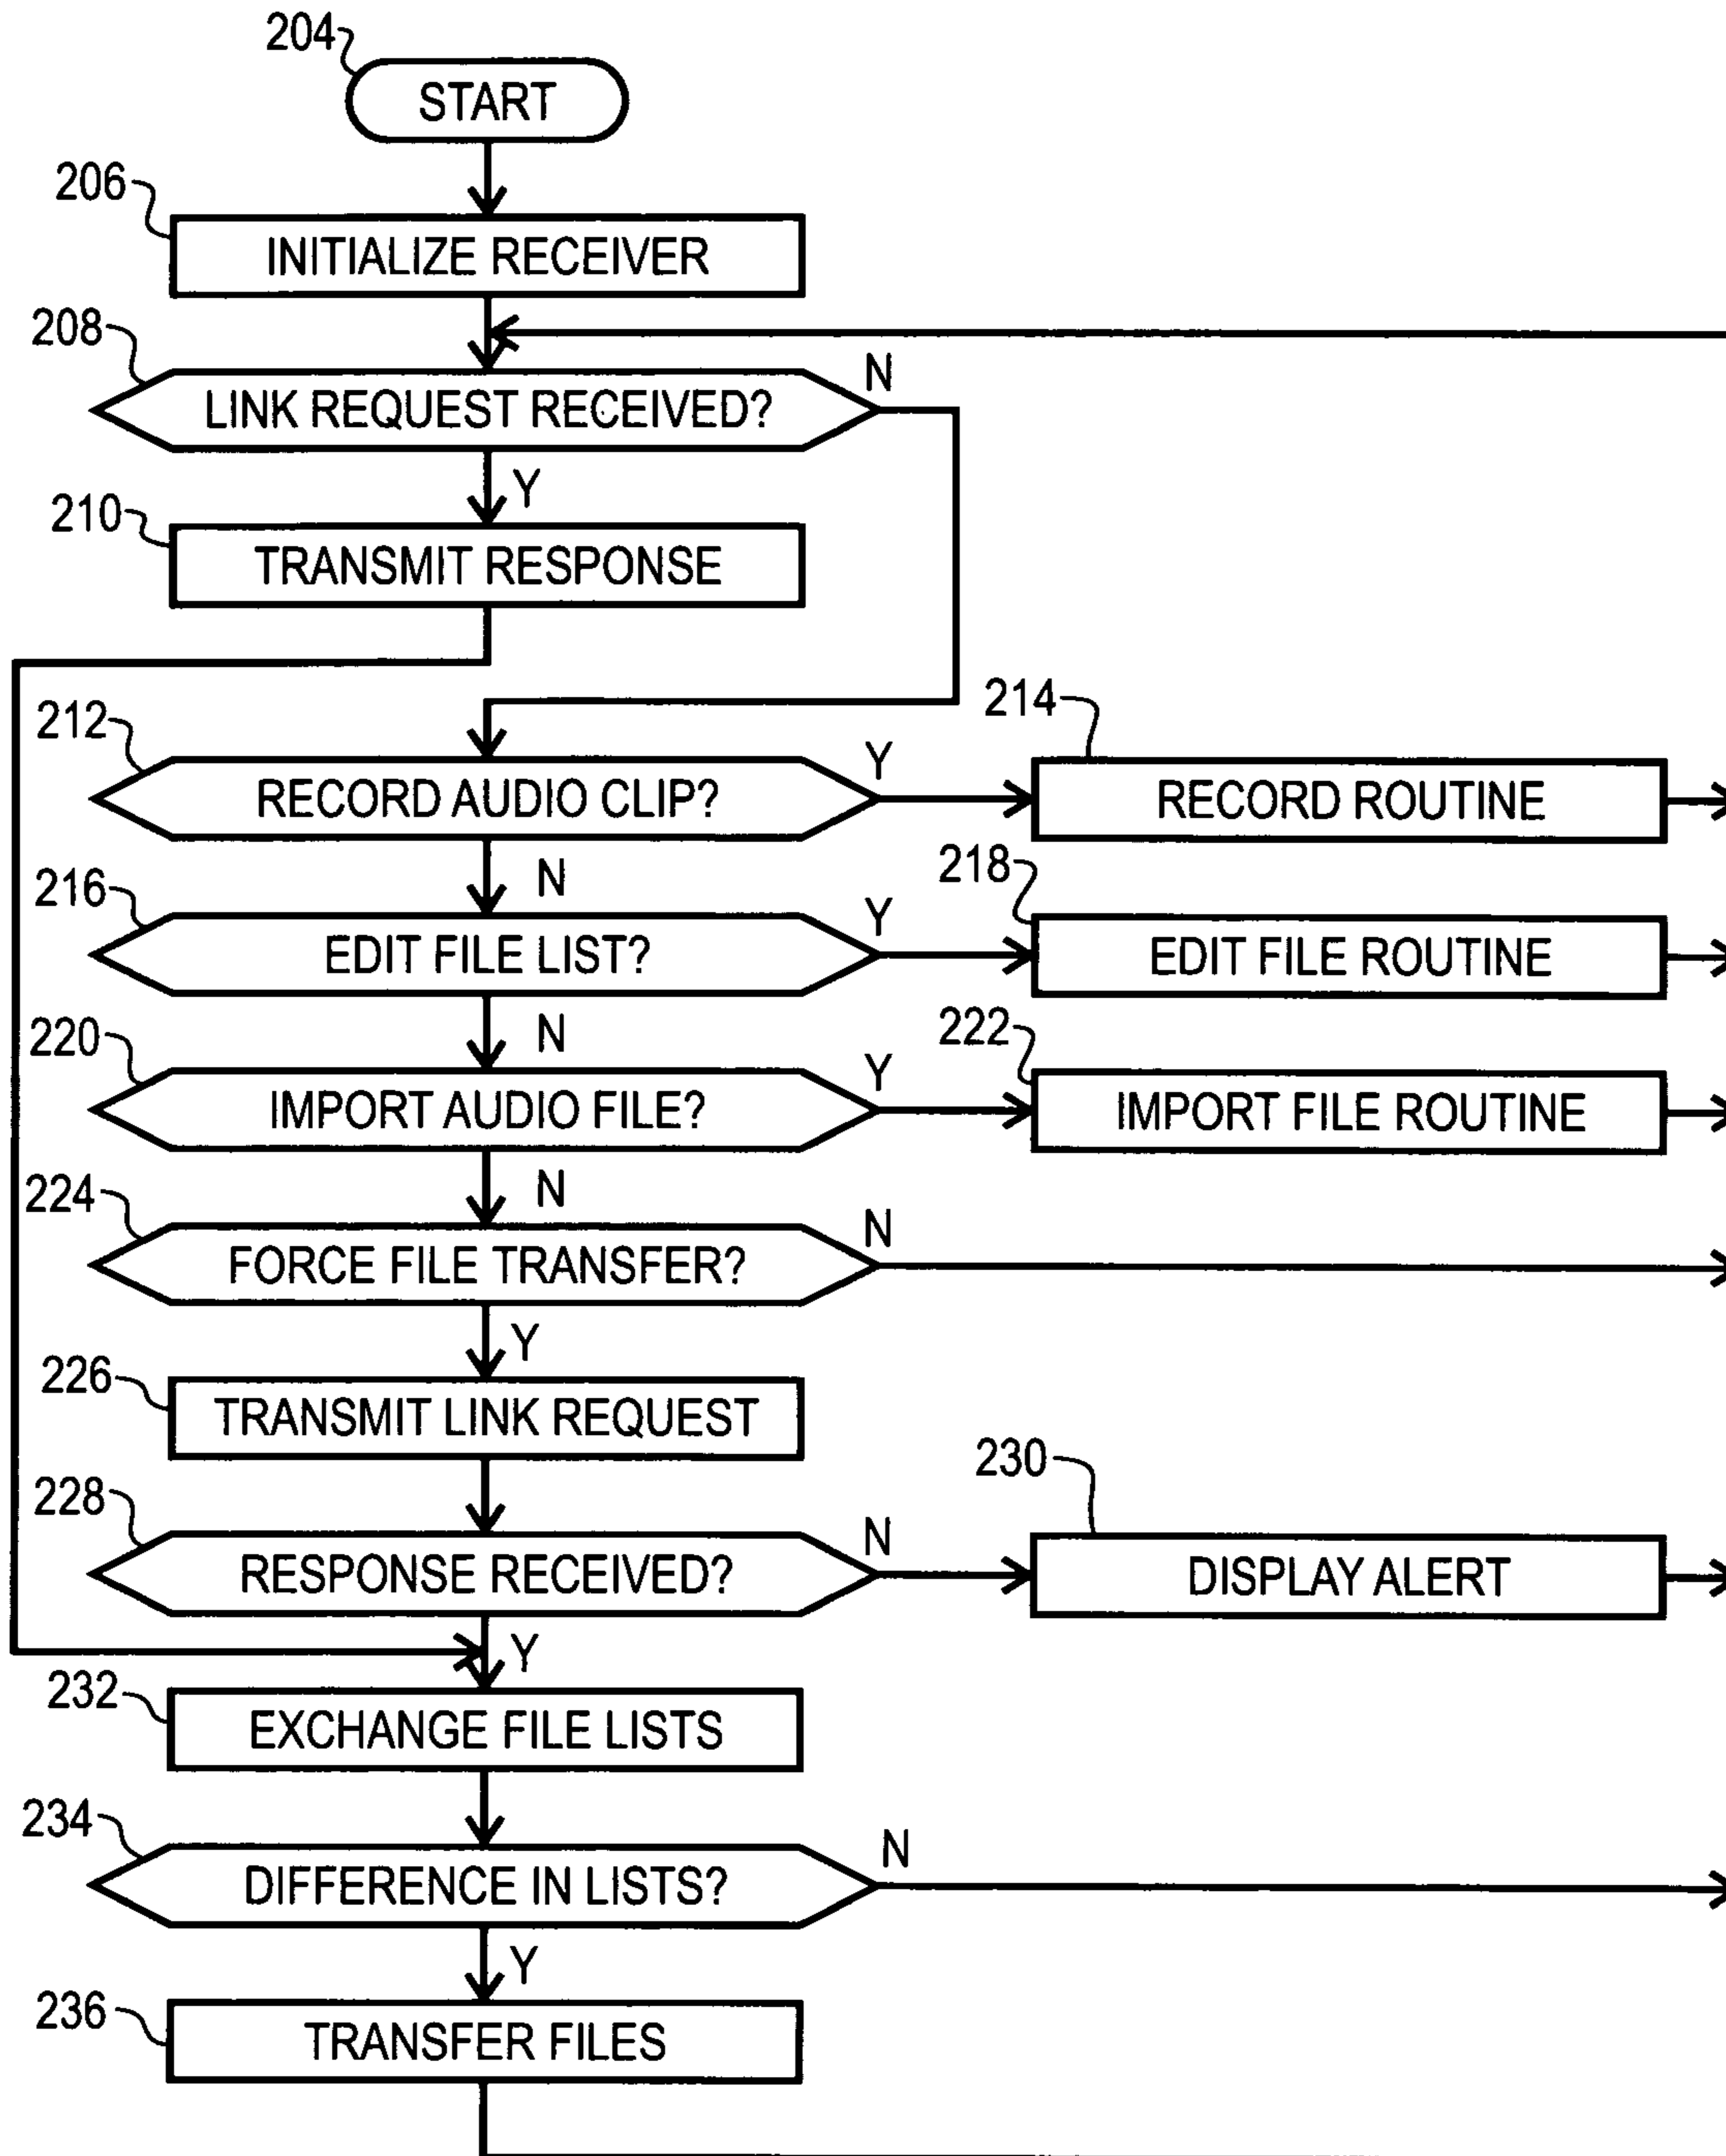 204
START
206
INITIALIZE RECEIVER
208
LINK REQUEST RECEIVED?
N
Y
210
TRANSMIT RESPONSE
212
RECORD AUDIO CLIP?
Y
214
RECORD ROUTINE
N
216
EDIT FILE LIST?
Y
218
EDIT FILE ROUTINE
N
220
IMPORT AUDIO FILE?
Y
222
IMPORT FILE ROUTINE
N
224
FORCE FILE TRANSFER?
N
Y
226
TRANSMIT LINK REQUEST
228
RESPONSE RECEIVED?
N
230
DISPLAY ALERT
Y
232
EXCHANGE FILE LISTS
234
DIFFERENCE IN LISTS?
N
Y
236
TRANSFER FILES